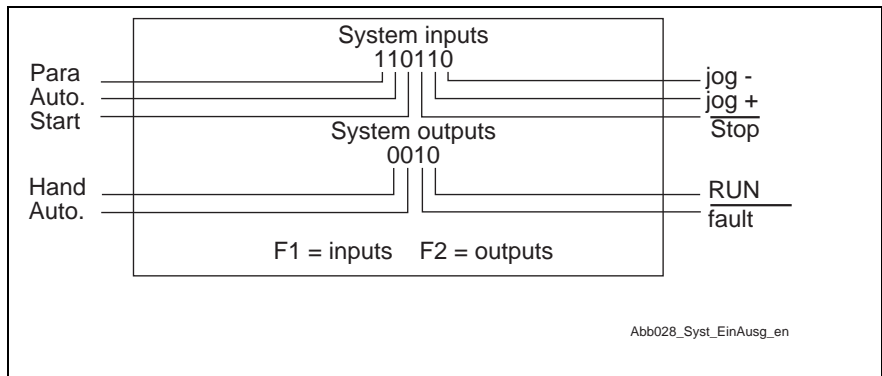 System inputs
110110
Para
Auto.
Start
jog -
jog +
Stop
System outputs
0010
Hand
Auto.
RUN
fault
F1 = inputs F2 = outputs
Abb028_Syst_EinAusg_en